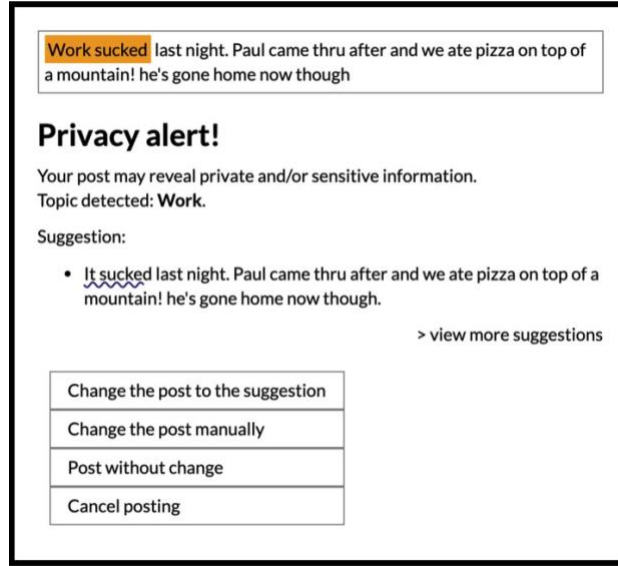 Work sucked last night. Paul came thru after and we ate pizza on top of
a mountain! he's gone home now though
Privacy alert!
Your post may reveal private and/or sensitive information.
Topic detected: Work.
Suggestion:
• It sucked last night. Paul came thru after and we ate pizza on top of a
mountain! he's gone home now though.
> view more suggestions
Change the post to the suggestion
Change the post manually
Post without change
Cancel posting